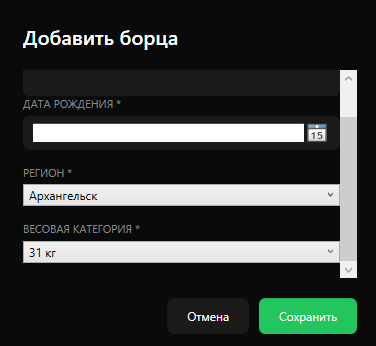 Добавить борца
ДАТА РОЖДЕНИЯ *
15
РЕГИОН *
Архангельск
ВЕСОВАЯ КАТЕГОРИЯ *
31 кг
Отмена
Сохранить